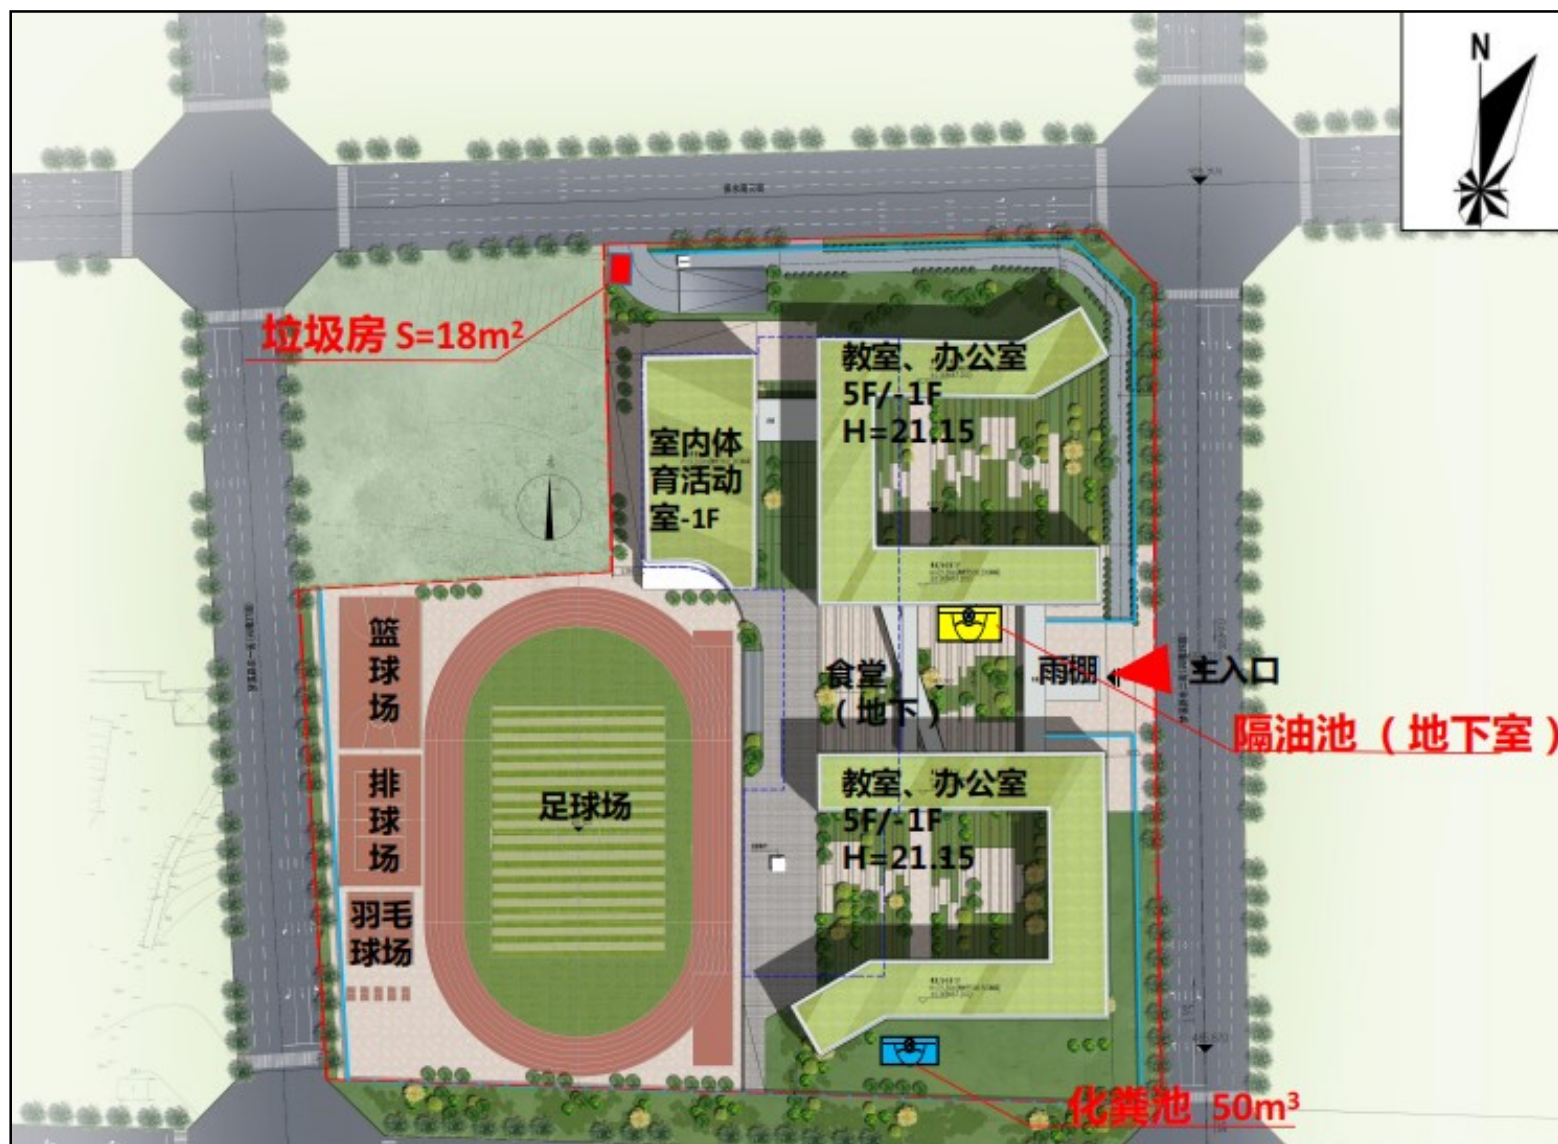 N
垃圾房 S=18m²
教室、办公室
5F/-1F
H=21.15
室内体
育活动
室-1F
篮
球
场
食堂
（地下）
雨棚
主入口
隔油池（地下室）
排
球
场
足球场
教室、办公室
5F/-1F
H=21.15
羽毛
球场
化粪池 50m³